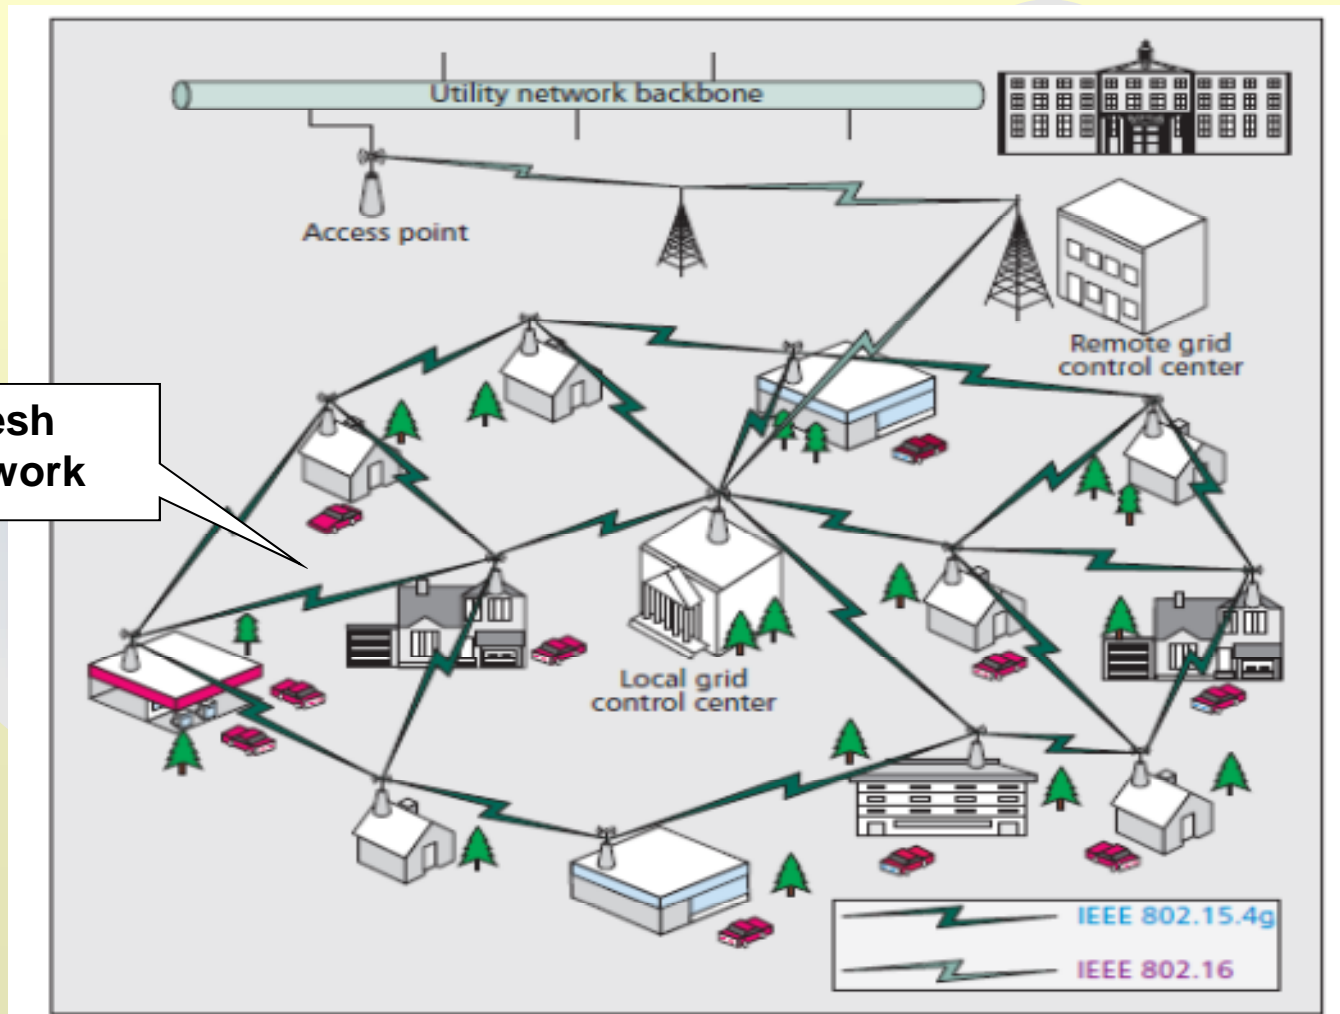 Utility network backbone
Access point
Remote grid
control center
esh
work
Local grid
control center
IEEE 802.15.4g
IEEE 802.16